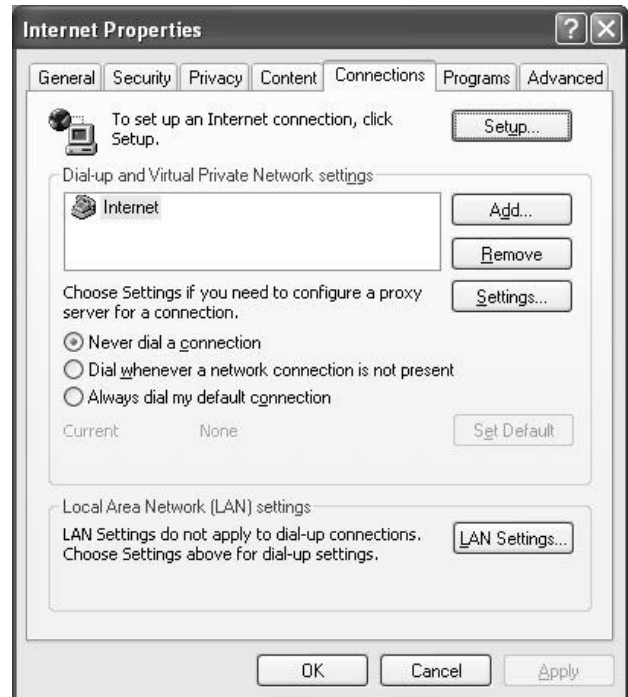 Internet Properties
General Security Privacy Content Connections Programs Advanced
To set up an Internet connection, click
Setup.
Setup...
Dial-up and Virtual Private Network settings
Internet
Add...
Remove
Choose Settings if you need to configure a proxy
server for a connection.
Settings...
Never dial a connection
Dial whenever a network connection is not present
Always dial my default connection
Current None
Set Default
Local Area Network (LAN) settings
LAN Settings do not apply to dial-up connections.
Choose Settings above for dial-up settings.
LAN Settings...
OK Cancel Apply